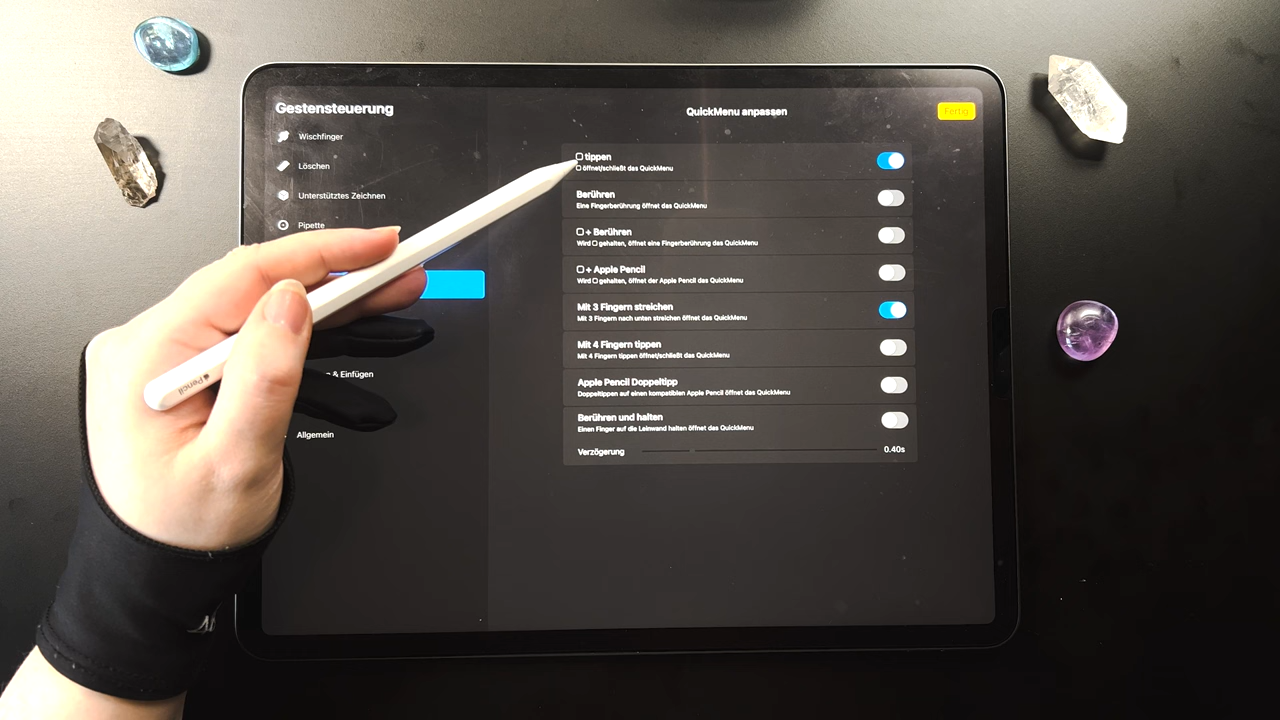 Gestensteuerung
QuickMenu anpassen
Fertig
Wischfinger
Löschen
Unterstütztes Zeichnen
Pipette
& Einfügen
Allgemein
▢ tippen
▢ öffnet/schließt das QuickMenu
Berühren
Eine Fingerberührung öffnet das QuickMenu
▢ + Berühren
Wird ▢ gehalten, öffnet eine Fingerberührung das QuickMenu
▢ + Apple Pencil
Wird ▢ gehalten, öffnet der Apple Pencil das QuickMenu
Mit 3 Fingern streichen
Mit 3 Fingern nach unten streichen öffnet das QuickMenu
Mit 4 Fingern tippen
Mit 4 Fingern tippen öffnet/schließt das QuickMenu
Apple Pencil Doppeltipp
Doppeltippen auf einen kompatiblen Apple Pencil öffnet das QuickMenu
Berühren und halten
Einen Finger auf die Leinwand halten öffnet das QuickMenu
Verzögerung 0.40s
Pencil